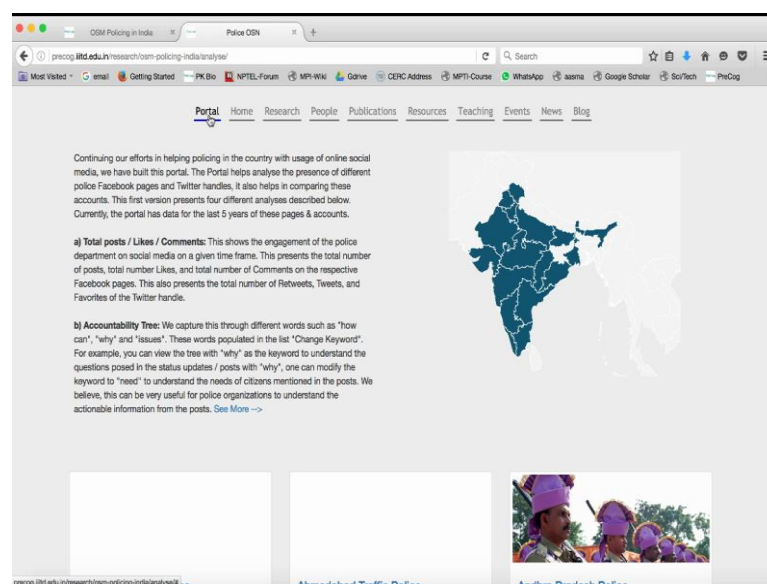 OSM Policing in India
Police OSN
precog.iiitd.edu.in/research/osm-policing-india/analyse/
Search
Most Visited
email
Getting Started
PK Bio
NPTEL-Forum
MPI-Wiki
Gdrive
CERC Address
MPTI-Course
WhatsApp
aasma
Google Scholar
Sci/Tech
PreCog
Portal Home Research People Publications Resources Teaching Events News Blog
Continuing our efforts in helping policing in the country with usage of online social
media, we have built this portal. The Portal helps analyse the presence of different
police Facebook pages and Twitter handles, it also helps in comparing these
accounts. This first version presents four different analyses described below.
Currently, the portal has data for the last 5 years of these pages & accounts.
a) Total posts / Likes / Comments: This shows the engagement of the police
department on social media on a given time frame. This presents the total number
of posts, total number Likes, and total number of Comments on the respective
Facebook pages. This also presents the total number of Retweets, Tweets, and
Favorites of the Twitter handle.
b) Accountability Tree: We capture this through different words such as "how
can", "why" and "issues". These words populated in the list "Change Keyword".
For example, you can view the tree with "why" as the keyword to understand the
questions posed in the status updates / posts with "why", one can modify the
keyword to "need" to understand the needs of citizens mentioned in the posts. We
believe, this can be very useful for police organizations to understand the
actionable information from the posts. See More -->
Ahmedabad Traffic Police
Andhra Pradesh Police
precog.iiitd.edu.in/research/osm-policing-india/analyse/#